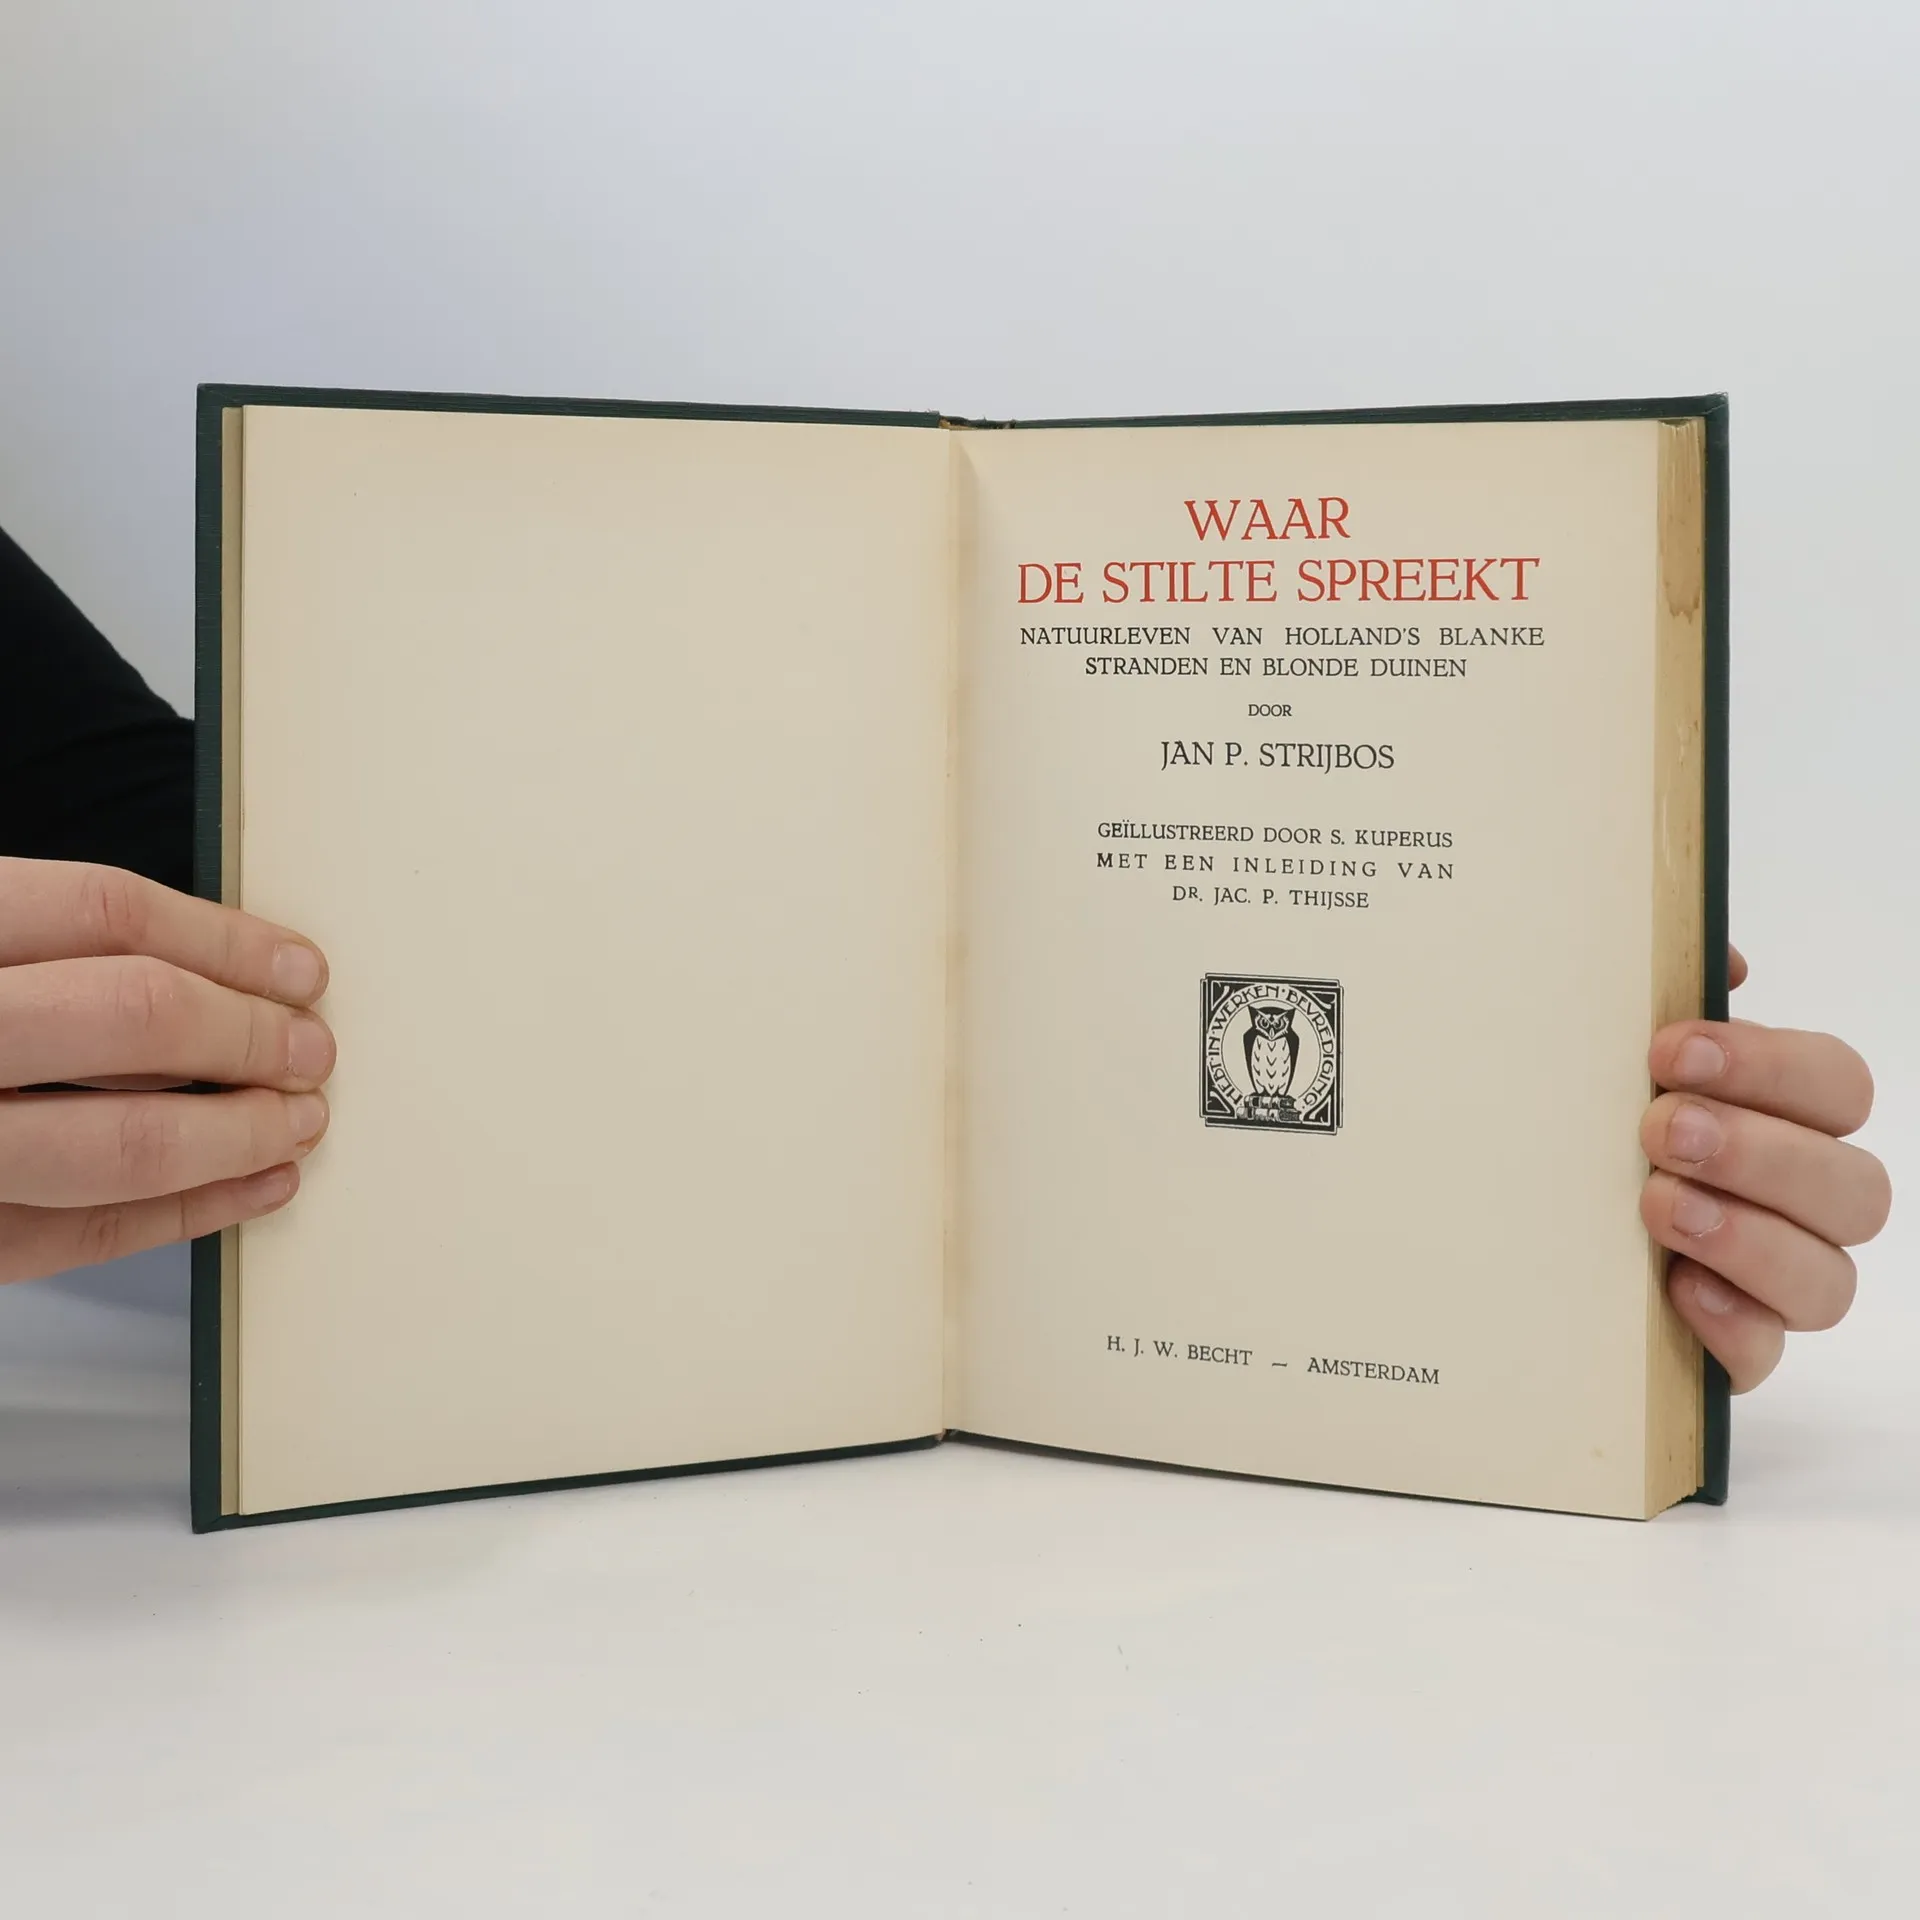 WAAR
DE STILTE SPREEKT
NATUURLEVEN VAN HOLLAND'S BLANKE
STRANDEN EN BLONDE DUINEN
DOOR
JAN P. STRIJBOS
GEÏLLUSTREERD DOOR S. KUPERUS
MET EEN INLEIDING VAN
DR. JAC. P. THIJSSE
HEBT·IN·WERKEN·BEVREDIGING·
H. J. W. BECHT — AMSTERDAM